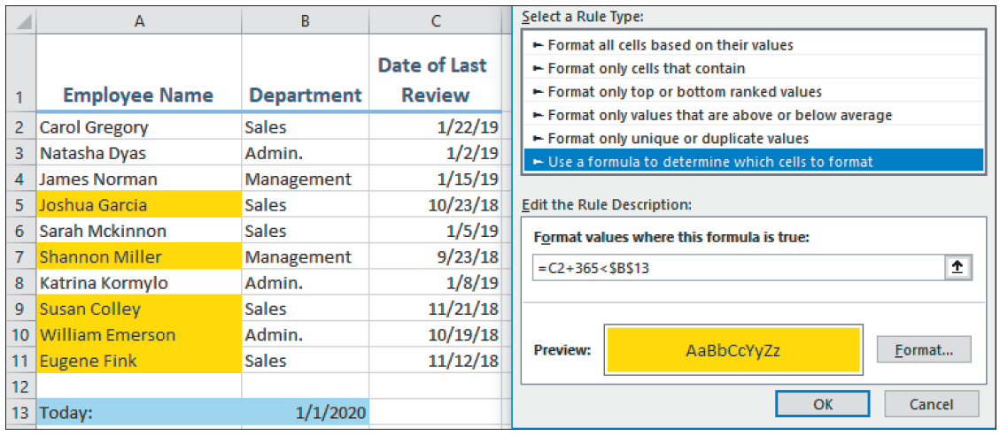 A B C
1 Employee Name Department Date of Last Review
2 Carol Gregory Sales 1/22/19
3 Natasha Dyas Admin. 1/2/19
4 James Norman Management 1/15/19
5 Joshua Garcia Sales 10/23/18
6 Sarah Mckinnon Sales 1/5/19
7 Shannon Miller Management 9/23/18
8 Katrina Kormylo Admin. 1/8/19
9 Susan Colley Sales 11/21/18
10 William Emerson Admin. 10/19/18
11 Eugene Fink Sales 11/12/18
12
13 Today: 1/1/2020
Select a Rule Type:
► Format all cells based on their values
► Format only cells that contain
► Format only top or bottom ranked values
► Format only values that are above or below average
► Format only unique or duplicate values
► Use a formula to determine which cells to format
Edit the Rule Description:
Format values where this formula is true:
=C2+365<$B$13
Preview: AaBbCcYyZz Format...
OK Cancel